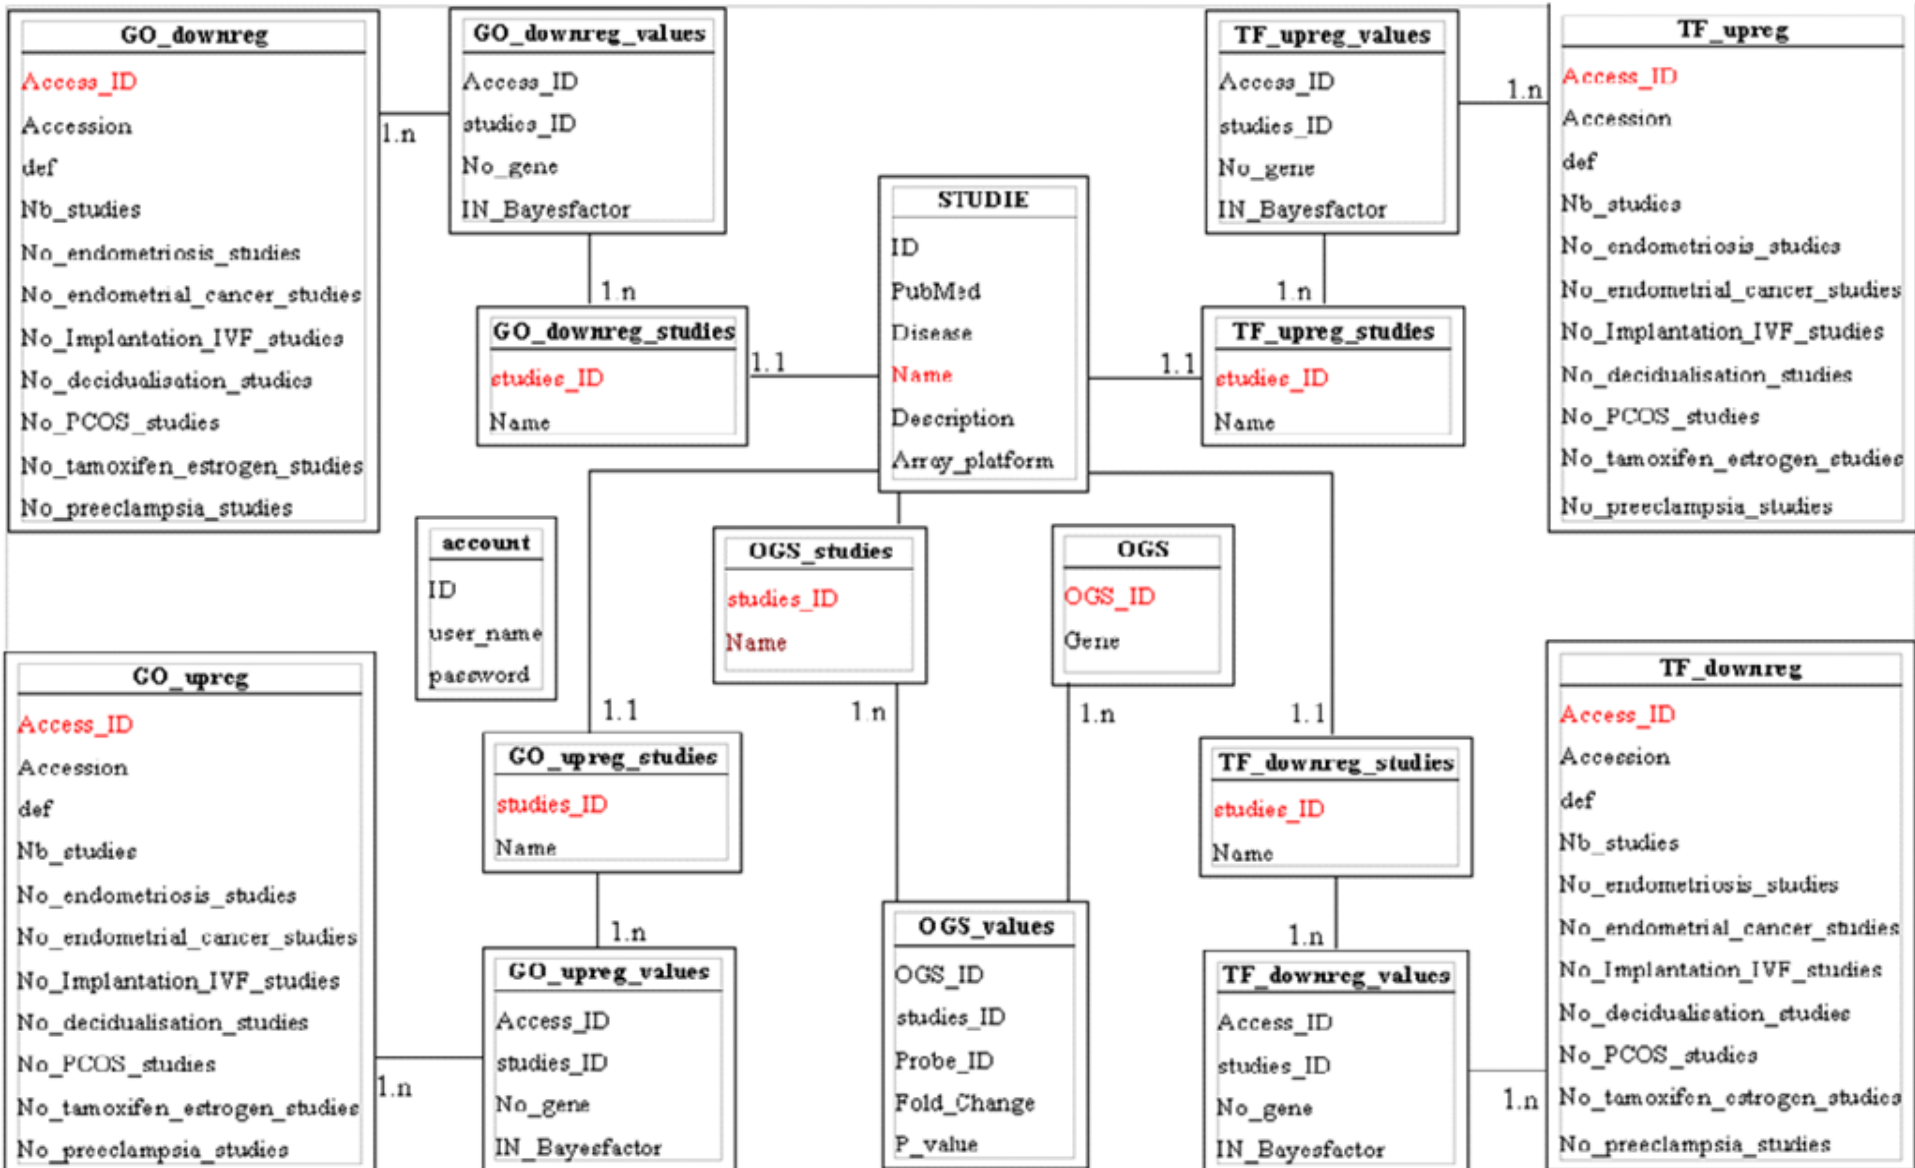 GO_downreg
Access_ID
Accession
def
Nb_studies
No_endometriosis_studies
No_endometrial_cancer_studies
No_Implantation_IVF_studies
No_decidualisation_studies
No_PCOS_studies
No_tamoxifen_estrogen_studies
No_preeclampsia_studies
1.n
GO_downreg_values
Access_ID
studies_ID
No_gene
IN_Bayesfactor
1.n
GO_downreg_studies
studies_ID
Name
1.1
STUDIE
ID
PubMed
Disease
Name
Description
Array_platform
TF_upreg_values
Access_ID
studies_ID
No_gene
IN_Bayesfactor
1.n
1.n
TF_upreg_studies
studies_ID
Name
1.1
TF_upreg
Access_ID
Accession
def
Nb_studies
No_endometriosis_studies
No_endometrial_cancer_studies
No_Implantation_IVF_studies
No_decidualisation_studies
No_PCOS_studies
No_tamoxifen_estrogen_studies
No_preeclampsia_studies
account
ID
user_name
password
OGS_studies
studies_ID
Name
1.n
OGS
OGS_ID
Gene
1.n
GO_upreg
Access_ID
Accession
def
Nb_studies
No_endometriosis_studies
No_endometrial_cancer_studies
No_Implantation_IVF_studies
No_decidualisation_studies
No_PCOS_studies
No_tamoxifen_estrogen_studies
No_preeclampsia_studies
1.n
1.1
GO_upreg_studies
studies_ID
Name
1.n
GO_upreg_values
Access_ID
studies_ID
No_gene
IN_Bayesfactor
OGS_values
OGS_ID
studies_ID
Probe_ID
Fold_Change
P_value
1.1
TF_downreg_studies
studies_ID
Name
1.n
TF_downreg_values
Access_ID
studies_ID
No_gene
IN_Bayesfactor
1.n
TF_downreg
Access_ID
Accession
def
Nb_studies
No_endometriosis_studies
No_endometrial_cancer_studies
No_Implantation_IVF_studies
No_decidualisation_studies
No_PCOS_studies
No_tamoxifen_estrogen_studies
No_preeclampsia_studies